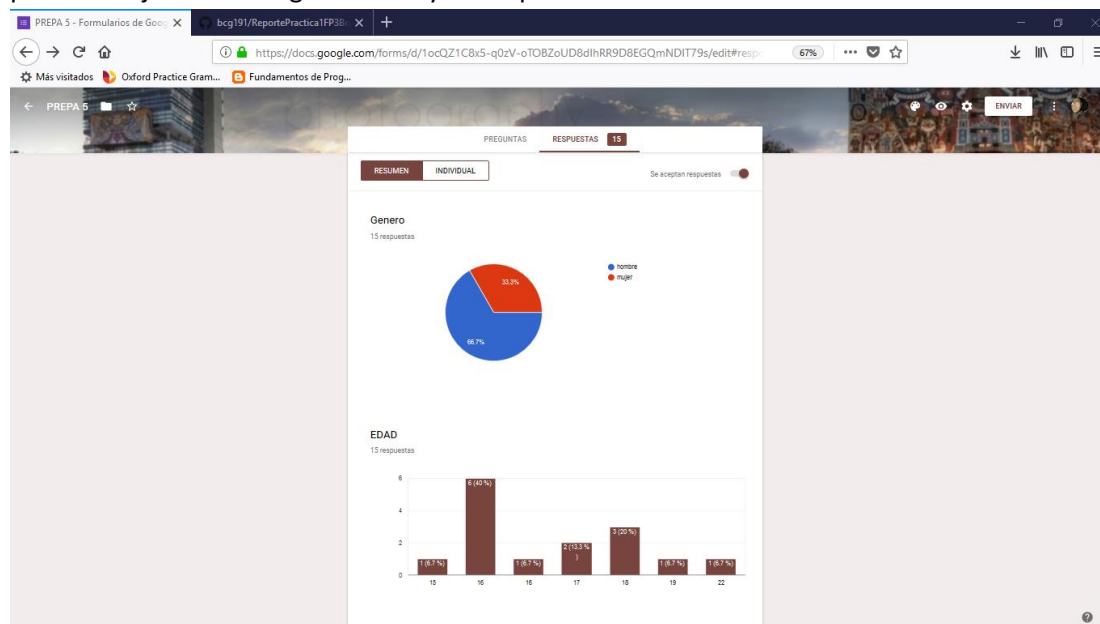 PREPA 5 - Formularios de Goog
bcg191/ReportePractica1FP3B
https://docs.google.com/forms/d/1ocQZ1C8x5-q0zV-oTOBZoUD8dIhRR9D8EGQmNDIT79s/edit#resp
67%
Más visitados
Oxford Practice Gram...
Fundamentos de Prog...
PREPA 5
ENVIAR
PREGUNTAS
RESPUESTAS 15
RESUMEN
INDIVIDUAL
Se aceptan respuestas
Genero
15 respuestas
hombre
mujer
33.3%
66.7%
EDAD
15 respuestas
6
4
2
0
1 (6.7 %)
6 (40 %)
1 (6.7 %)
2 (13.3 %
)
3 (20 %)
1 (6.7 %)
1 (6.7 %)
15
16
16
17
18
19
22